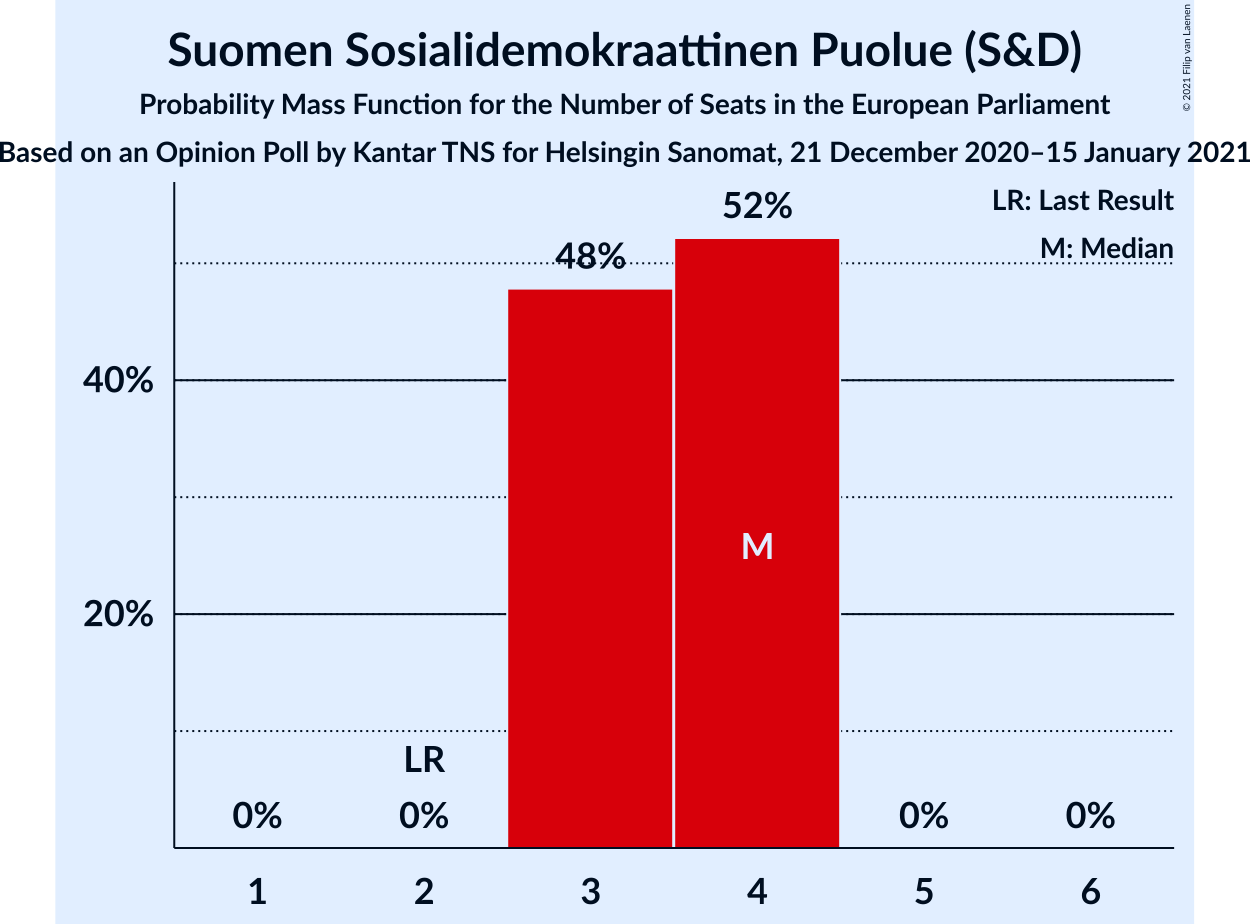 Suomen Sosialidemokraattinen Puolue (S&D)
Probability Mass Function for the Number of Seats in the European Parliament
Based on an Opinion Poll by Kantar TNS for Helsingin Sanomat, 21 December 2020–15 January 2021
© 2021 Filip van Laenen
LR: Last Result
M: Median
52%
48%
40%
M
20%
LR
0% 0% 0% 0%
1 2 3 4 5 6